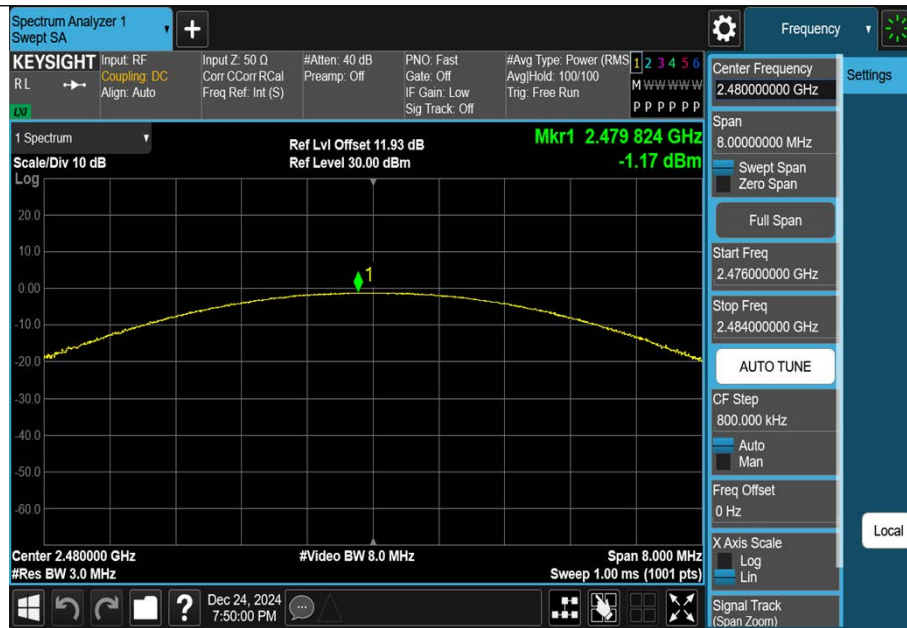 Spectrum Analyzer 1
Swept SA
Frequency
KEYSIGHT
R L
LXI
Input: RF
Coupling: DC
Align: Auto
Input Z: 50 Ω
Corr CCorr RCal
Freq Ref: Int (S)
#Atten: 40 dB
Preamp: Off
PNO: Fast
Gate: Off
IF Gain: Low
Sig Track: Off
#Avg Type: Power (RMS
Avg|Hold: 100/100
Trig: Free Run
1 2 3 4 5 6
M W W W W W
P P P P P P
1 Spectrum
Scale/Div 10 dB
Ref Lvl Offset 11.93 dB
Ref Level 30.00 dBm
Mkr1 2.479 824 GHz
-1.17 dBm
Log
20.0
10.0
0.00
-10.0
-20.0
-30.0
-40.0
-50.0
-60.0
1
Center 2.480000 GHz
#Res BW 3.0 MHz
#Video BW 8.0 MHz
Span 8.000 MHz
Sweep 1.00 ms (1001 pts)
Dec 24, 2024
7:50:00 PM
Center Frequency
2.480000000 GHz
Span
8.00000000 MHz
Swept Span
Zero Span
Full Span
Start Freq
2.476000000 GHz
Stop Freq
2.484000000 GHz
AUTO TUNE
CF Step
800.000 kHz
Auto
Man
Freq Offset
0 Hz
X Axis Scale
Log
Lin
Signal Track
(Span Zoom)
Settings
Local